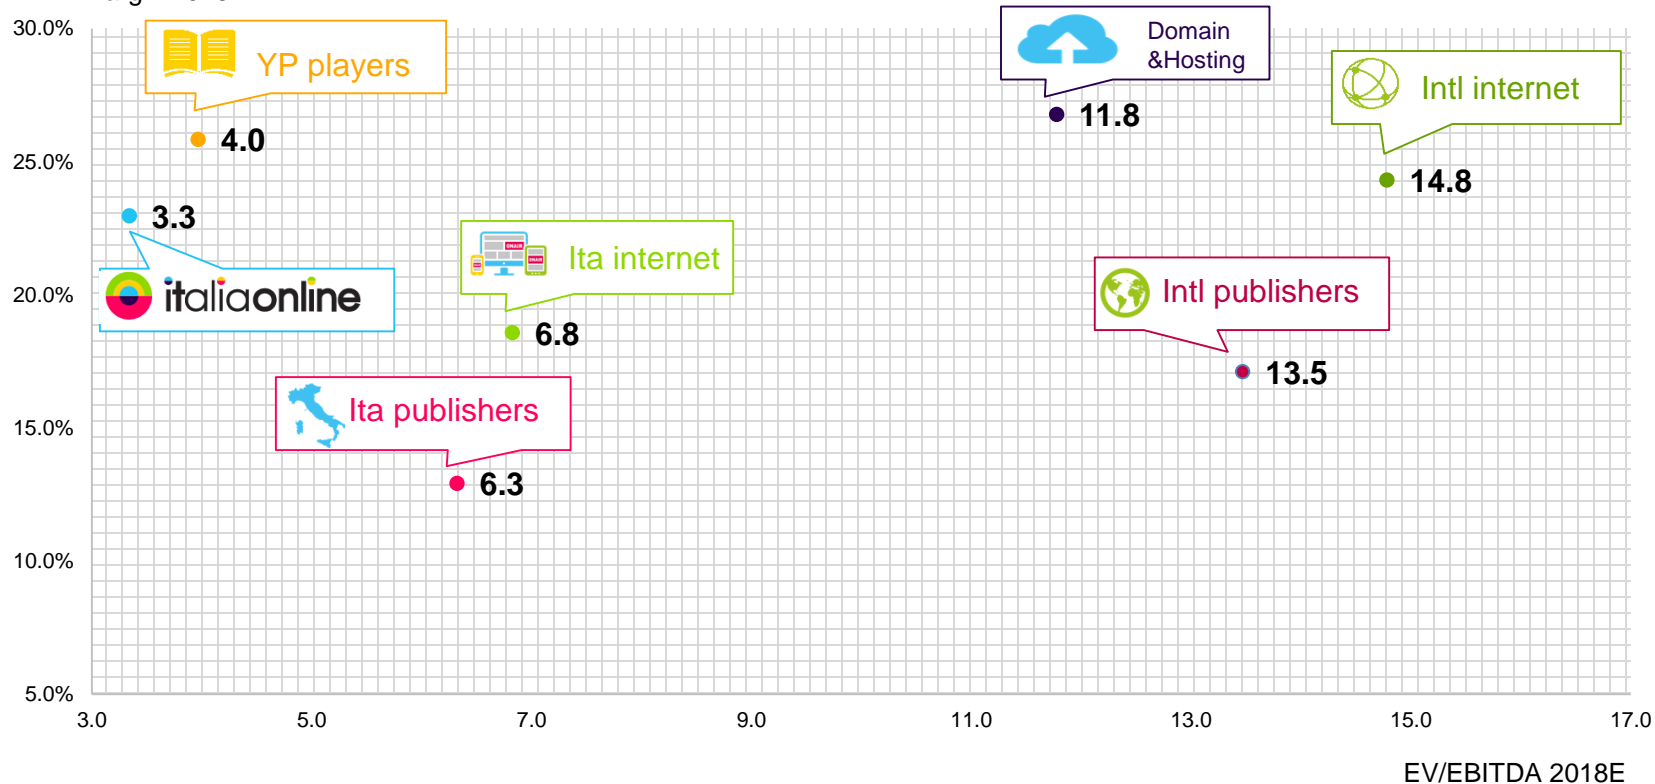 30.0%
YP players
Domain
&Hosting
Intl internet
4.0
11.8
25.0%
14.8
3.3
Ita internet
italiaonline
20.0%
Intl publishers
6.8
13.5
Ita publishers
15.0%
6.3
10.0%
5.0%
3.0 5.0 7.0 9.0 11.0 13.0 15.0 17.0
EV/EBITDA 2018E